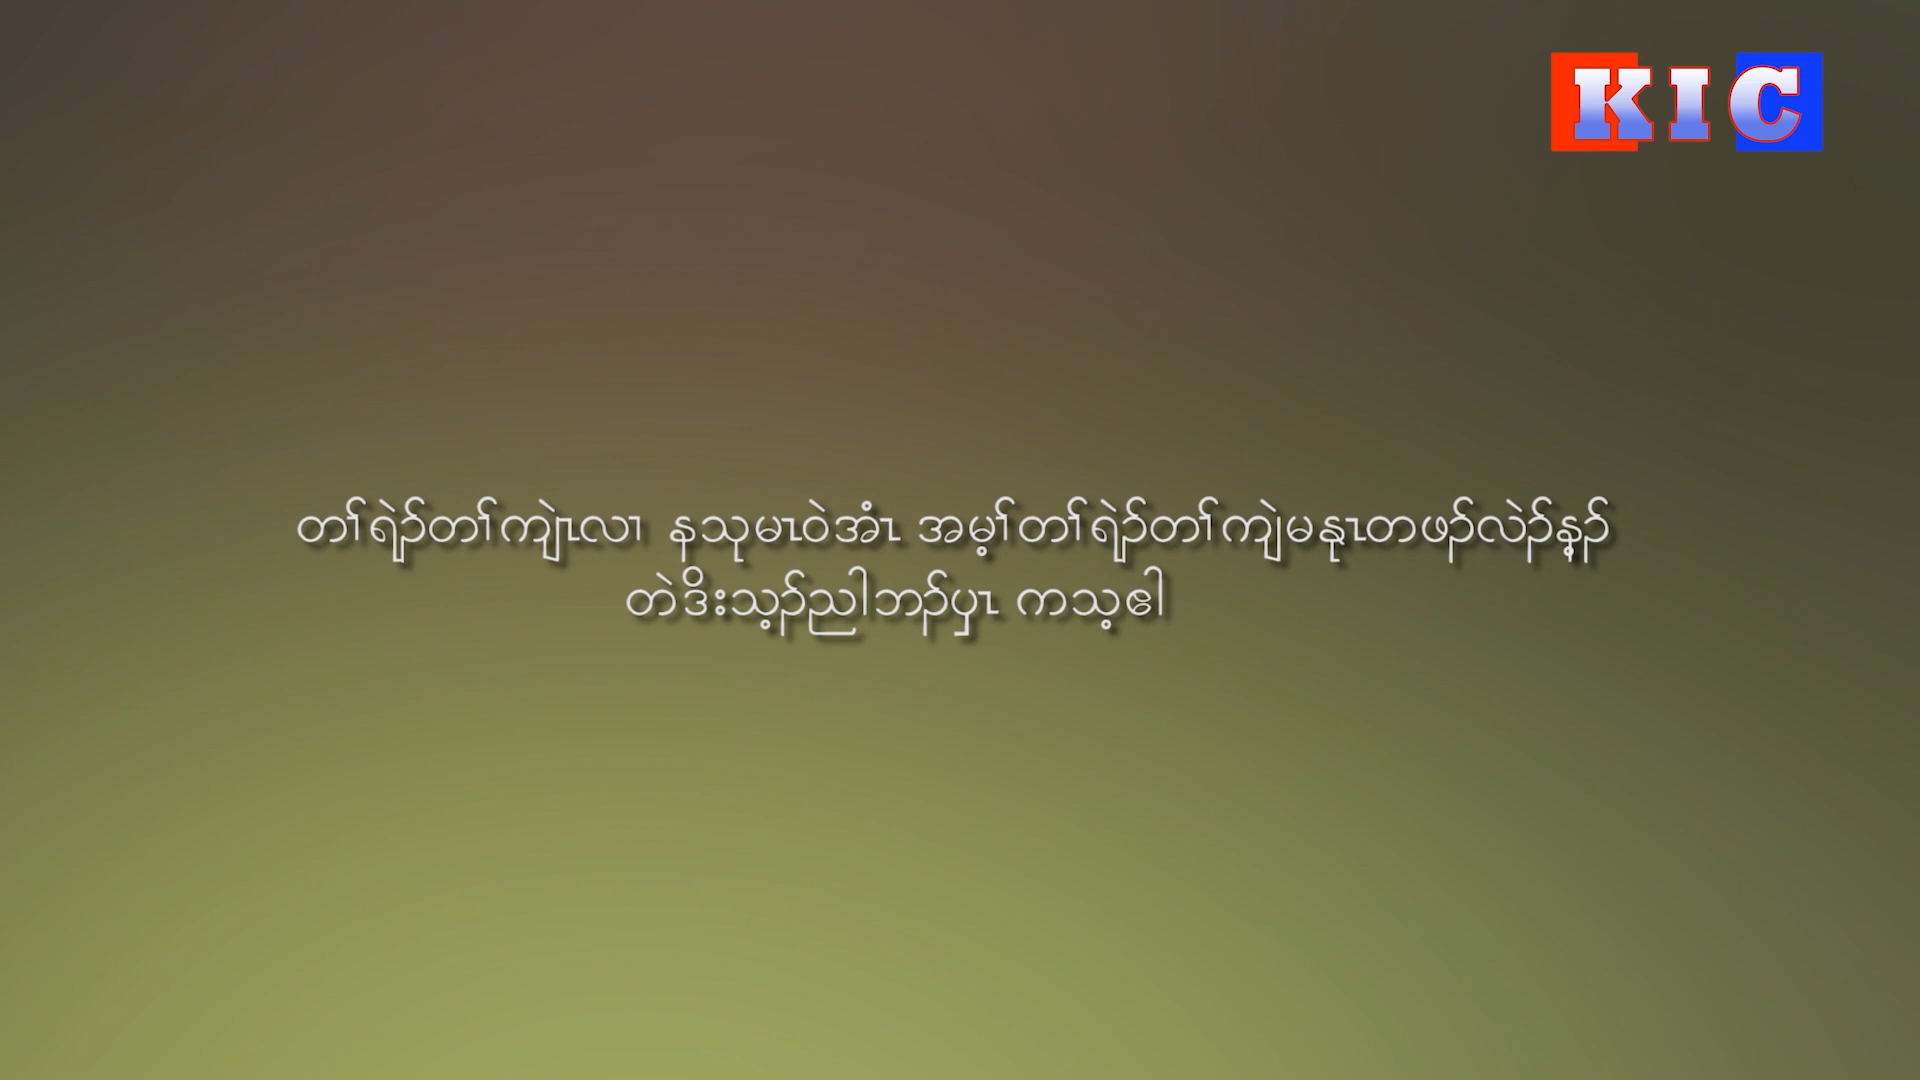 KIC
တၢ်ရဲၣ်တၢ်ကျဲၤလၢ နသုမၤဝဲအံၤ အမ့ၢ်တၢ်ရဲၣ်တၢ်ကျဲမနုၤတဖၣ်လဲၣ်န့ၣ်
တဲဒိးသ့ၣ်ညါဘၣ်ပှၤ ကသ့ဧါ